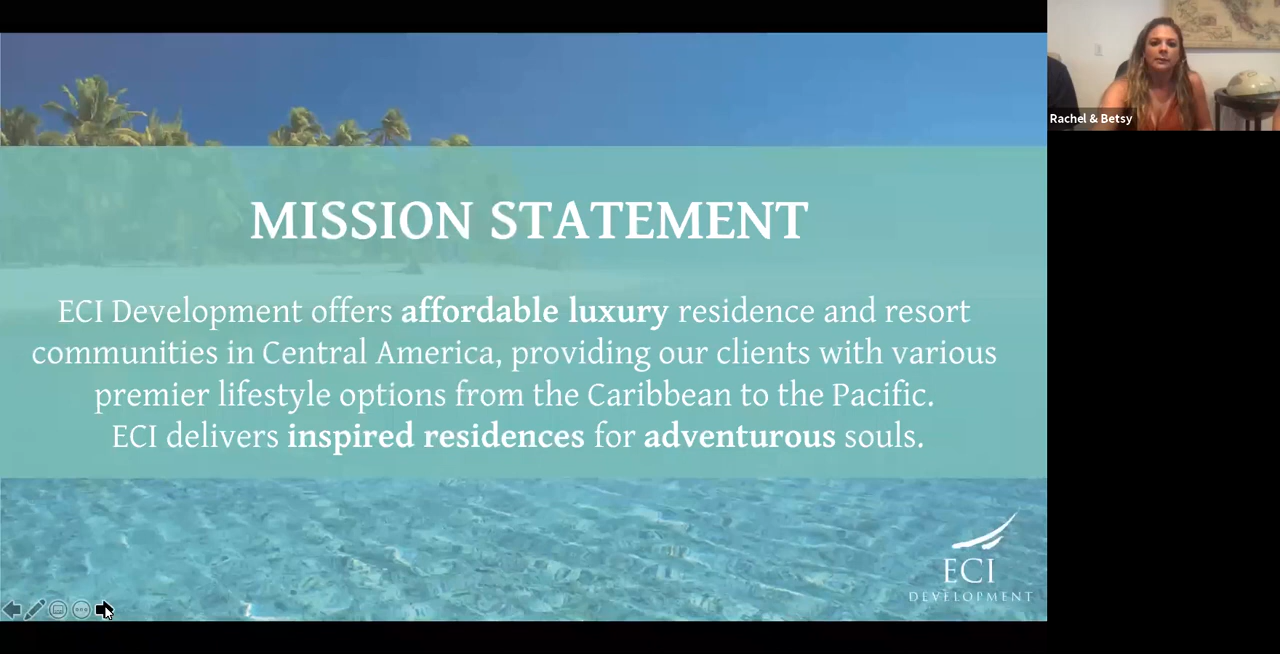 Rachel & Betsy
MISSION STATEMENT
ECI Development offers affordable luxury residence and resort
communities in Central America, providing our clients with various
premier lifestyle options from the Caribbean to the Pacific.
ECI delivers inspired residences for adventurous souls.
ECI
DEVELOPMENT